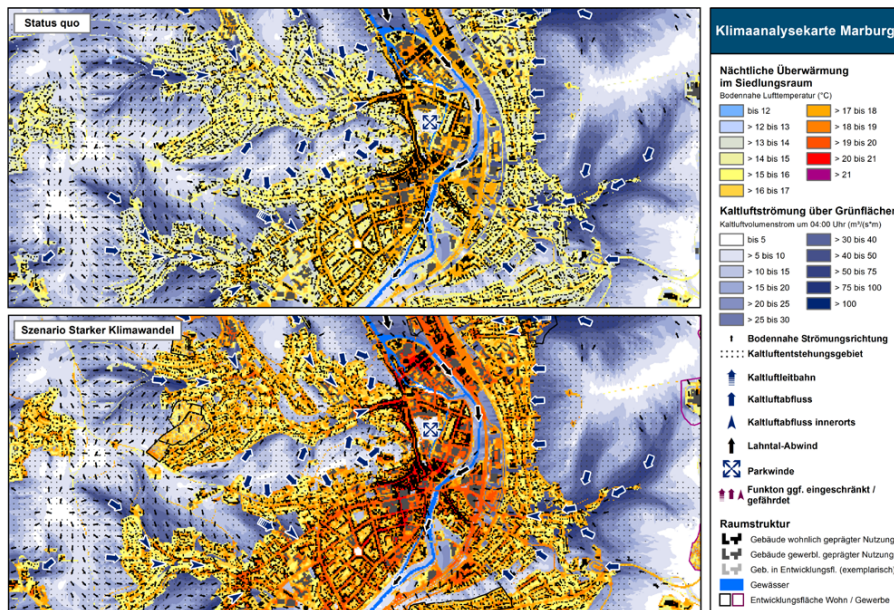 Status quo
Szenario Starker Klimawandel
Klimaanalysekarte Marburg
Nächtliche Überwärmung
im Siedlungsraum
Bodennahe Lufttemperatur (°C)
bis 12
> 12 bis 13
> 13 bis 14
> 14 bis 15
> 15 bis 16
> 16 bis 17
> 17 bis 18
> 18 bis 19
> 19 bis 20
> 20 bis 21
> 21
Kaltluftströmung über Grünflächen
Kaltluftvolumenstrom um 04:00 Uhr (m³/(s*m)
bis 5
> 5 bis 10
> 10 bis 15
> 15 bis 20
> 20 bis 25
> 25 bis 30
> 30 bis 40
> 40 bis 50
> 50 bis 75
> 75 bis 100
> 100
Bodennahe Strömungsrichtung
Kaltluftentstehungsgebiet
Kaltluftleitbahn
Kaltluftabfluss
Kaltluftabfluss innerorts
Lahntal-Abwind
Parkwinde
Funkton ggf. eingeschränkt /
gefährdet
Raumstruktur
Gebäude wohnlich geprägter Nutzung
Gebäude gewerbl. geprägter Nutzung
Geb. in Entwicklungsfl. (exemplarisch)
Gewässer
Entwicklungsfläche Wohn / Gewerbe